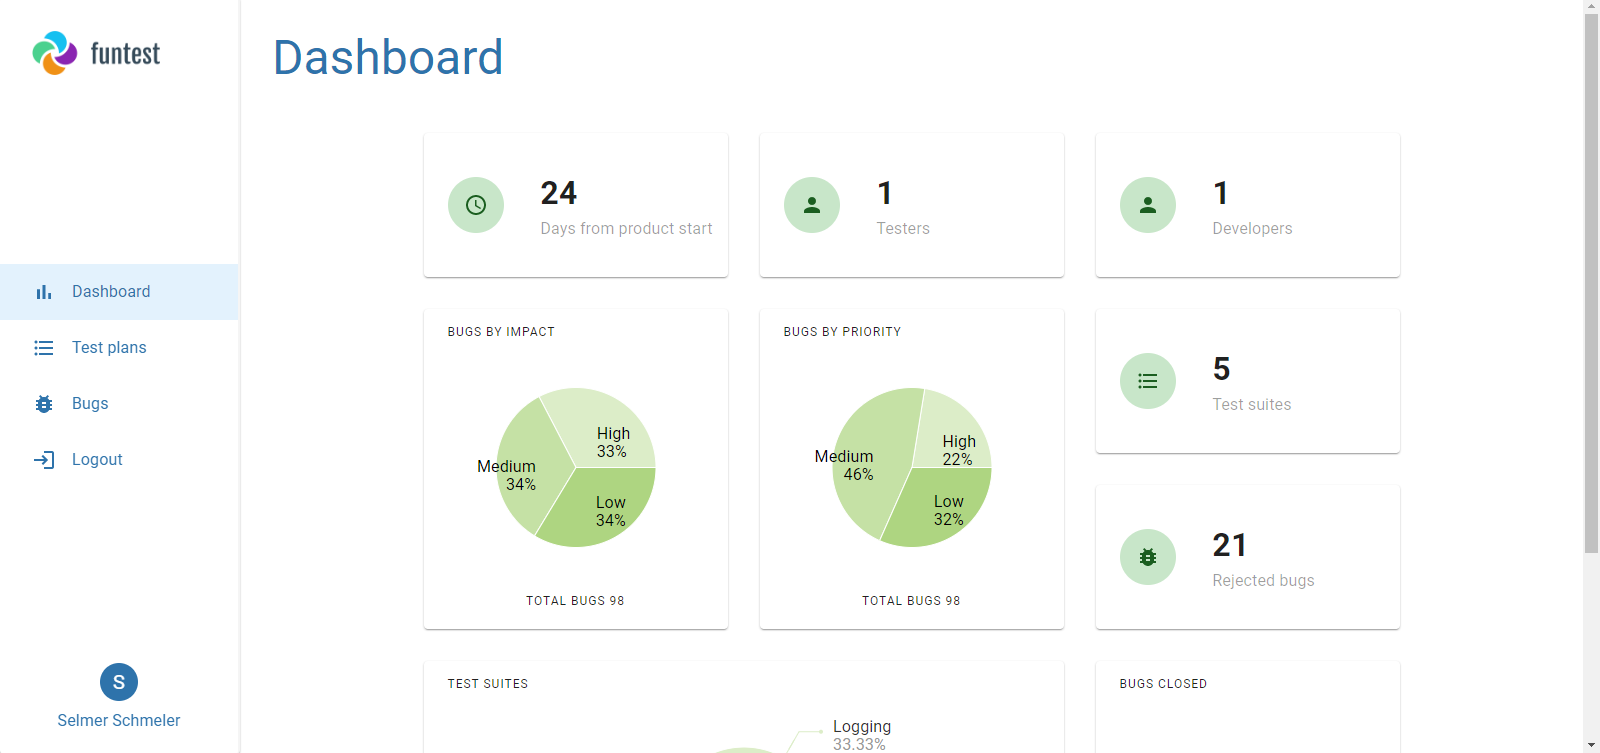 funtest
Dashboard
Dashboard
Test plans
Bugs
Logout
S
Selmer Schmeler
24
Days from product start
1
Testers
1
Developers
BUGS BY IMPACT
High
33%
Medium
34%
Low
34%
TOTAL BUGS 98
BUGS BY PRIORITY
High
22%
Medium
46%
Low
32%
TOTAL BUGS 98
5
Test suites
21
Rejected bugs
TEST SUITES
Logging
33.33%
BUGS CLOSED